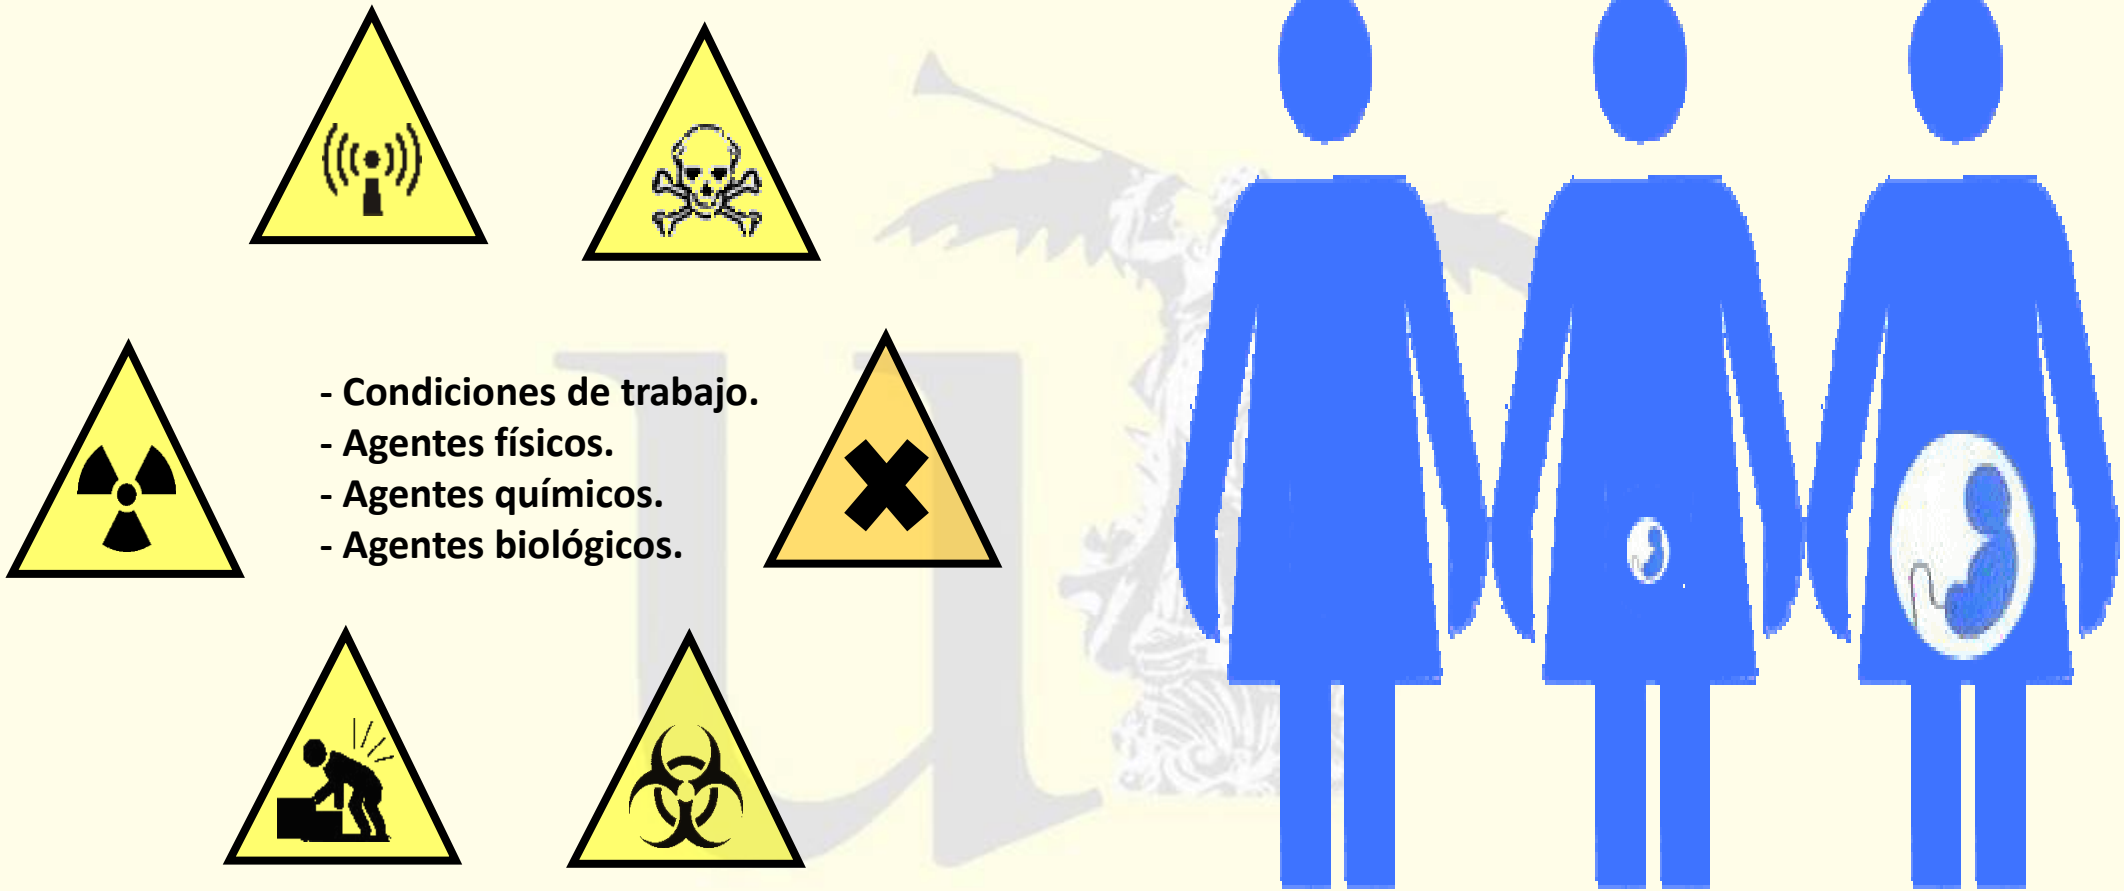 - Condiciones de trabajo.
- Agentes físicos.
- Agentes químicos.
- Agentes biológicos.